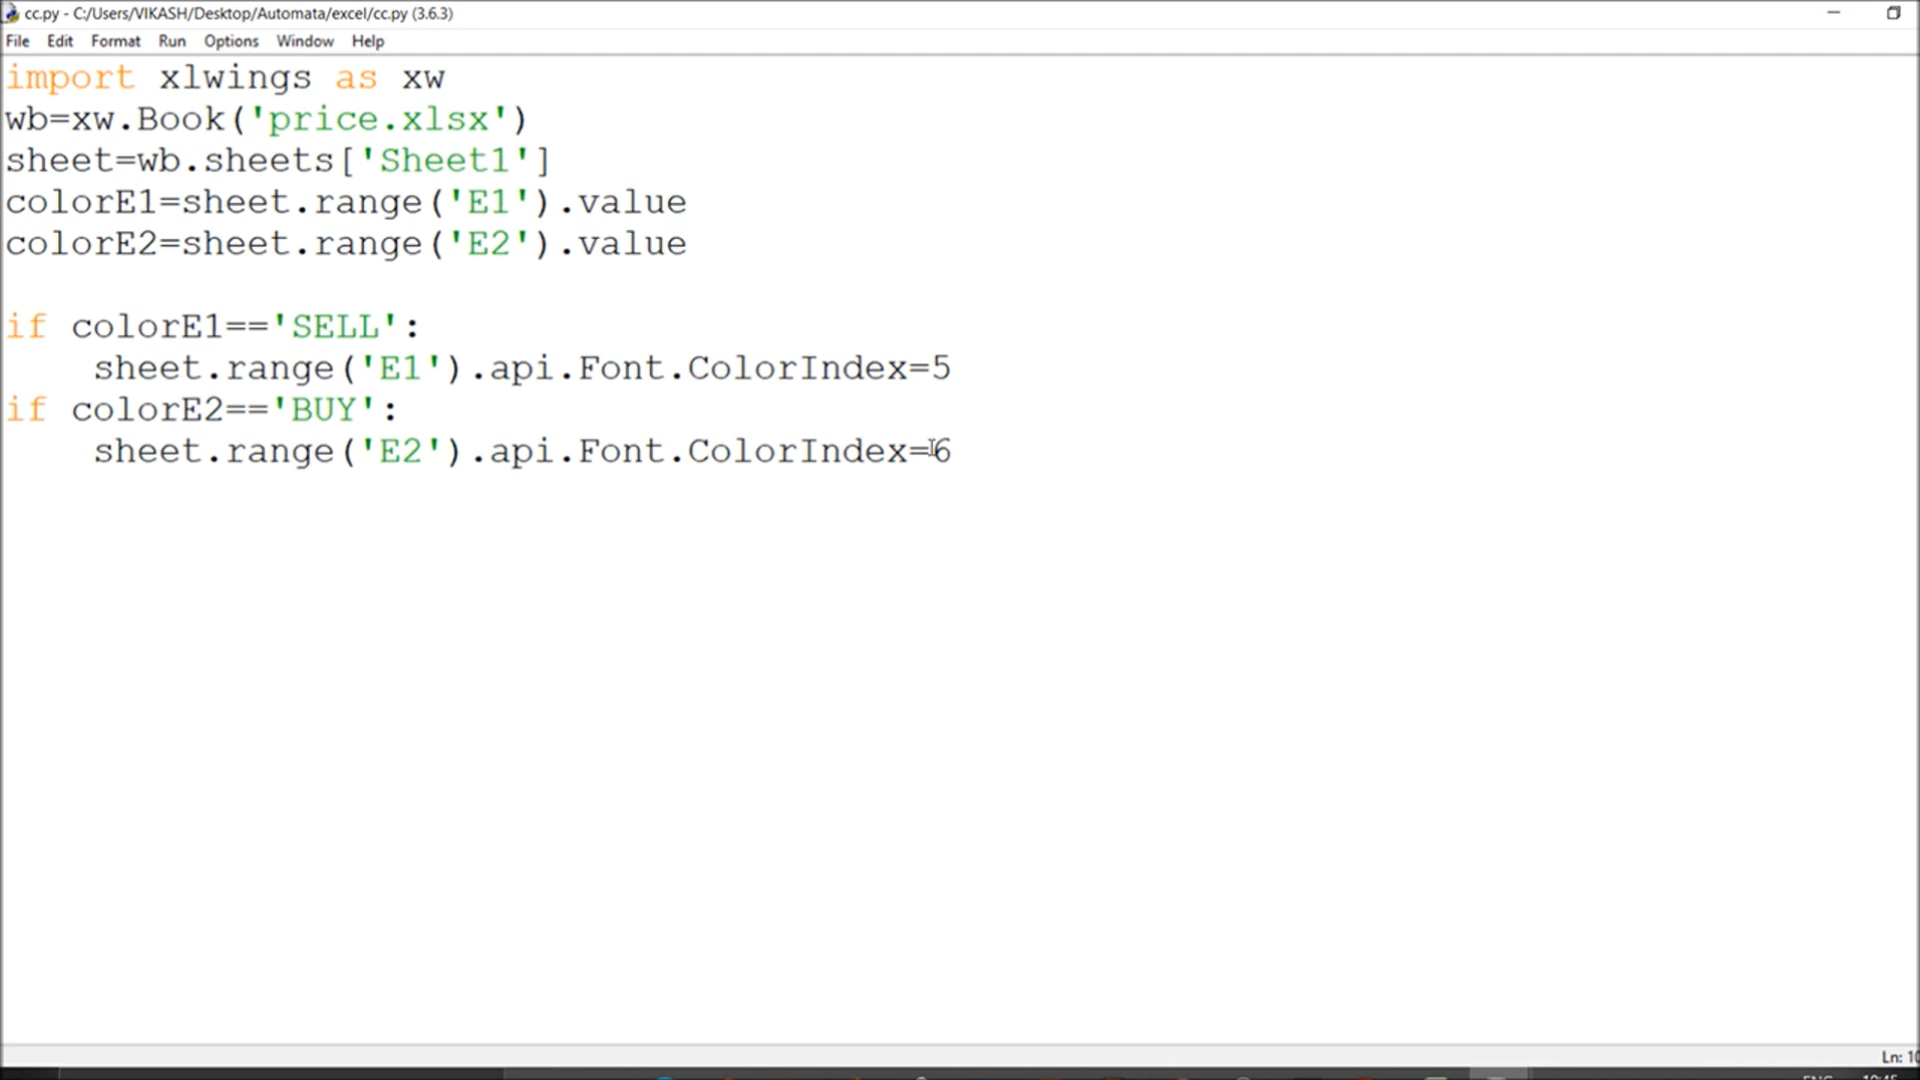 cc.py - C:/Users/VIKASH/Desktop/Automata/excel/cc.py (3.6.3)
File Edit Format Run Options Window Help
import xlwings as xw
wb=xw.Book('price.xlsx')
sheet=wb.sheets['Sheet1']
colorE1=sheet.range('E1').value
colorE2=sheet.range('E2').value
if colorE1=='SELL':
    sheet.range('E1').api.Font.ColorIndex=5
if colorE2=='BUY':
    sheet.range('E2').api.Font.ColorIndex=6
Ln: 10